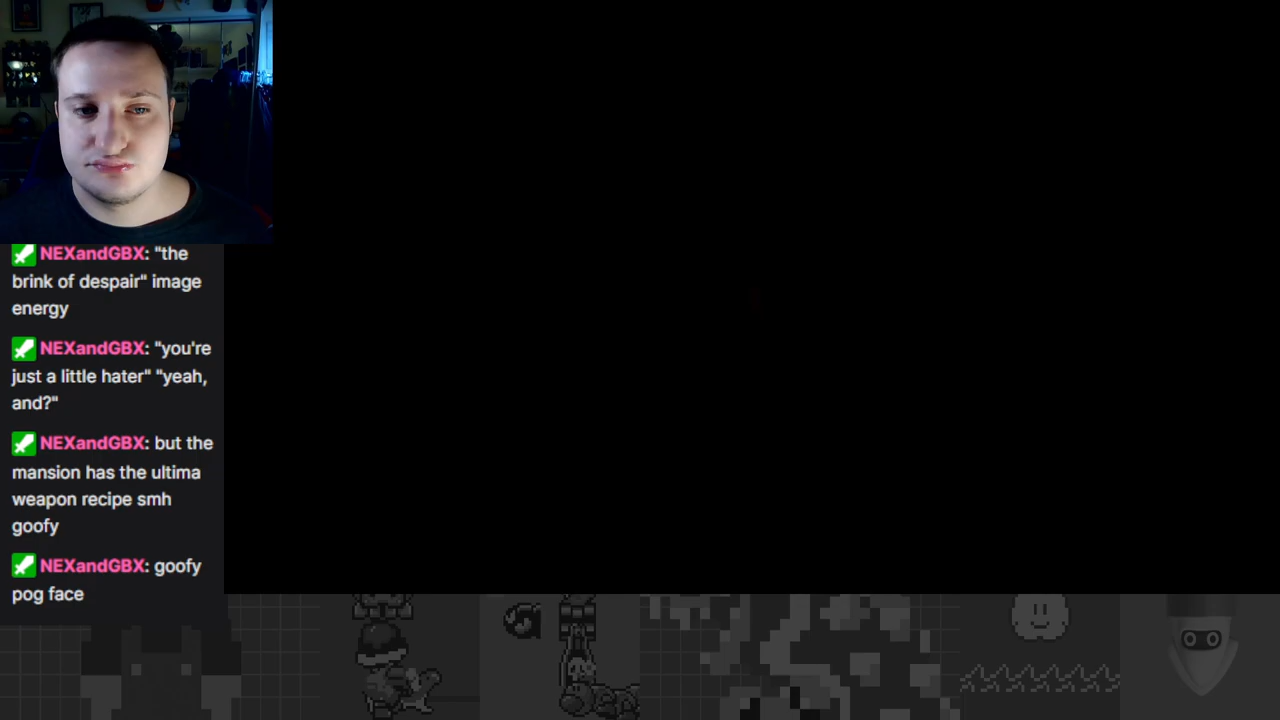 NEXandGBX: "the
brink of despair" image
energy
NEXandGBX: "you're
just a little hater" "yeah,
and?"
NEXandGBX: but the
mansion has the ultima
weapon recipe smh
goofy
NEXandGBX: goofy
pog face